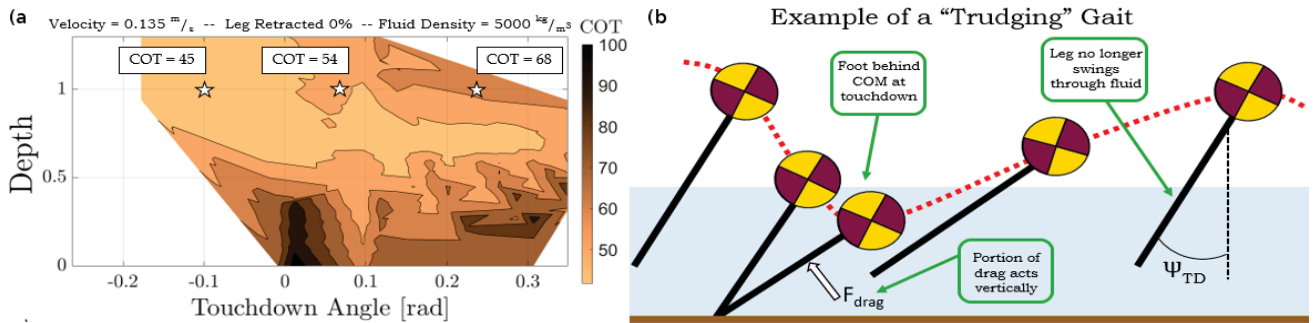 (a
Velocity = 0.135 m/s -- Leg Retracted 0% -- Fluid Density = 5000 kg/m³
COT
COT = 45
COT = 54
COT = 68
100
90
80
70
60
50
Depth
1
0.5
0
-0.2
-0.1
0
0.1
0.2
0.3
Touchdown Angle [rad]
(b
Example of a “Trudging” Gait
Foot behind
COM at
touchdown
Leg no longer
swings
through fluid
Portion of
drag acts
vertically
F_drag
Ψ_TD